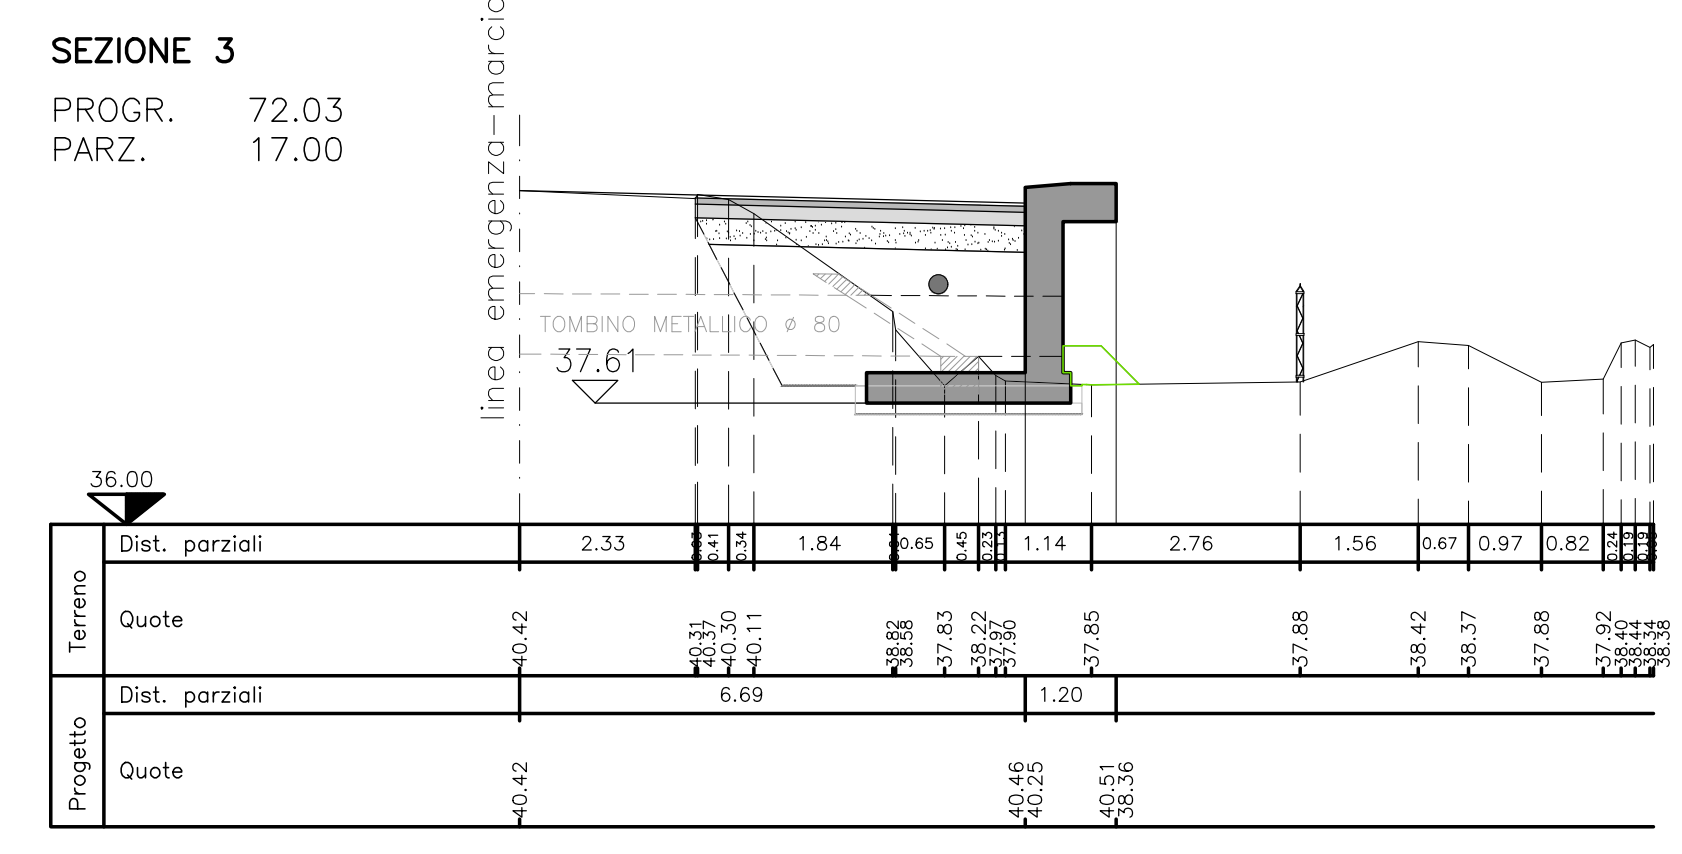 SEZIONE 3
PROGR. 72.03
PARZ. 17.00
linea emergenza-marcia
TOMBINO METALLICO ø 80
37.61
36.00
Terreno
Dist. parziali 2.33 0.41 0.34 1.84 0.65 0.45 0.23 0.13 1.14 2.76 1.56 0.67 0.97 0.82 0.24 0.19 0.19
Quote 40.42 40.31 40.37 40.30 40.11 38.82 38.58 37.83 38.22 37.97 37.90 37.85 37.88 38.42 38.37 37.88 37.92 38.40 38.44 38.34 38.38
Progetto
Dist. parziali 6.69 1.20
Quote 40.42 40.46 40.25 40.51 38.36